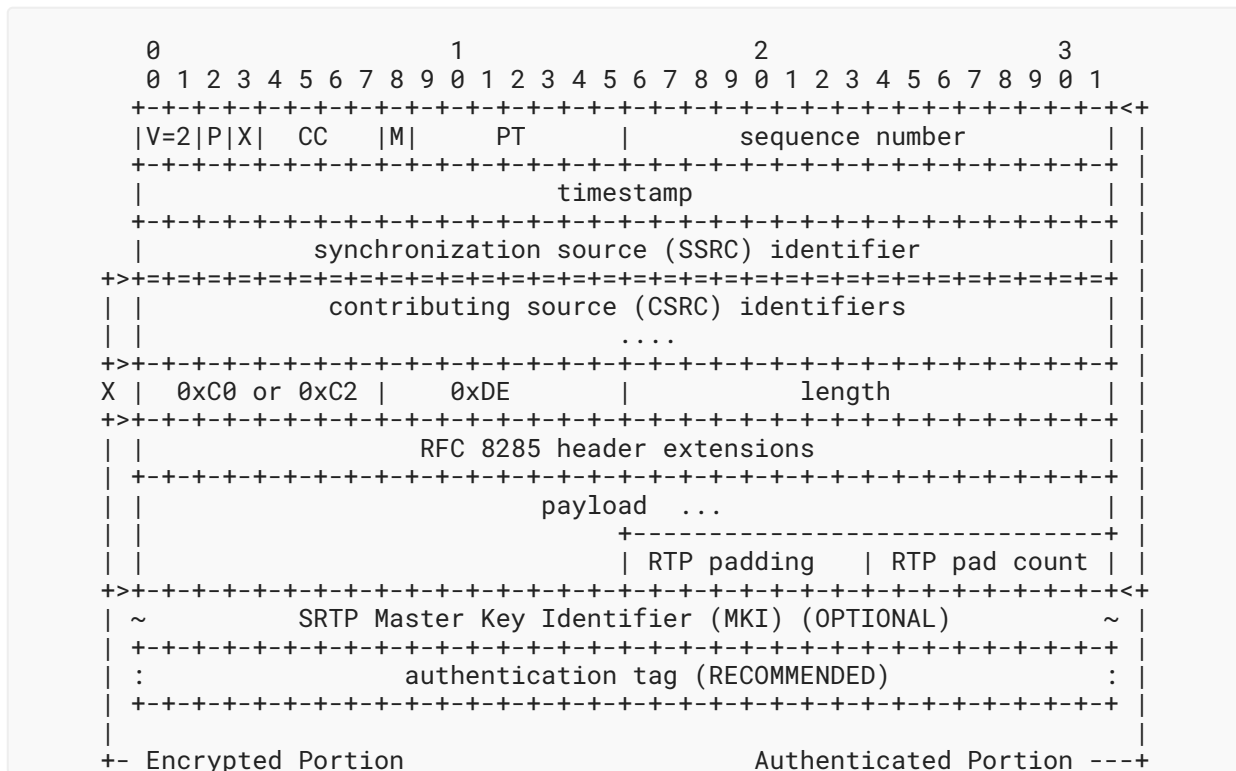 0                   1                   2                   3
 0 1 2 3 4 5 6 7 8 9 0 1 2 3 4 5 6 7 8 9 0 1 2 3 4 5 6 7 8 9 0 1
+-+-+-+-+-+-+-+-+-+-+-+-+-+-+-+-+-+-+-+-+-+-+-+-+-+-+-+-+-+-+-+-+<+
|V=2|P|X|  CC   |M|     PT      |       sequence number         | |
+-+-+-+-+-+-+-+-+-+-+-+-+-+-+-+-+-+-+-+-+-+-+-+-+-+-+-+-+-+-+-+-+ |
|                           timestamp                           | |
+-+-+-+-+-+-+-+-+-+-+-+-+-+-+-+-+-+-+-+-+-+-+-+-+-+-+-+-+-+-+-+-+ |
|           synchronization source (SSRC) identifier            | |
+>+=+=+=+=+=+=+=+=+=+=+=+=+=+=+=+=+=+=+=+=+=+=+=+=+=+=+=+=+=+=+=+=+ |
| |            contributing source (CSRC) identifiers             | |
| |                               ....                            | |
+>+-+-+-+-+-+-+-+-+-+-+-+-+-+-+-+-+-+-+-+-+-+-+-+-+-+-+-+-+-+-+-+-+ |
X |  0xC0 or 0xC2 |    0xDE       |           length              | |
+>+-+-+-+-+-+-+-+-+-+-+-+-+-+-+-+-+-+-+-+-+-+-+-+-+-+-+-+-+-+-+-+-+ |
| |                  RFC 8285 header extensions                   | |
| +-+-+-+-+-+-+-+-+-+-+-+-+-+-+-+-+-+-+-+-+-+-+-+-+-+-+-+-+-+-+-+-+ |
| |                          payload  ...                         | |
| |                               +-------------------------------+ |
| |                               | RTP padding   | RTP pad count | |
+>+-+-+-+-+-+-+-+-+-+-+-+-+-+-+-+-+-+-+-+-+-+-+-+-+-+-+-+-+-+-+-+-+<+
| ~          SRTP Master Key Identifier (MKI) (OPTIONAL)          ~ |
| +-+-+-+-+-+-+-+-+-+-+-+-+-+-+-+-+-+-+-+-+-+-+-+-+-+-+-+-+-+-+-+-+ |
| :                 authentication tag (RECOMMENDED)              : |
| +-+-+-+-+-+-+-+-+-+-+-+-+-+-+-+-+-+-+-+-+-+-+-+-+-+-+-+-+-+-+-+-+ |
|                                                                   |
+- Encrypted Portion                       Authenticated Portion ---+